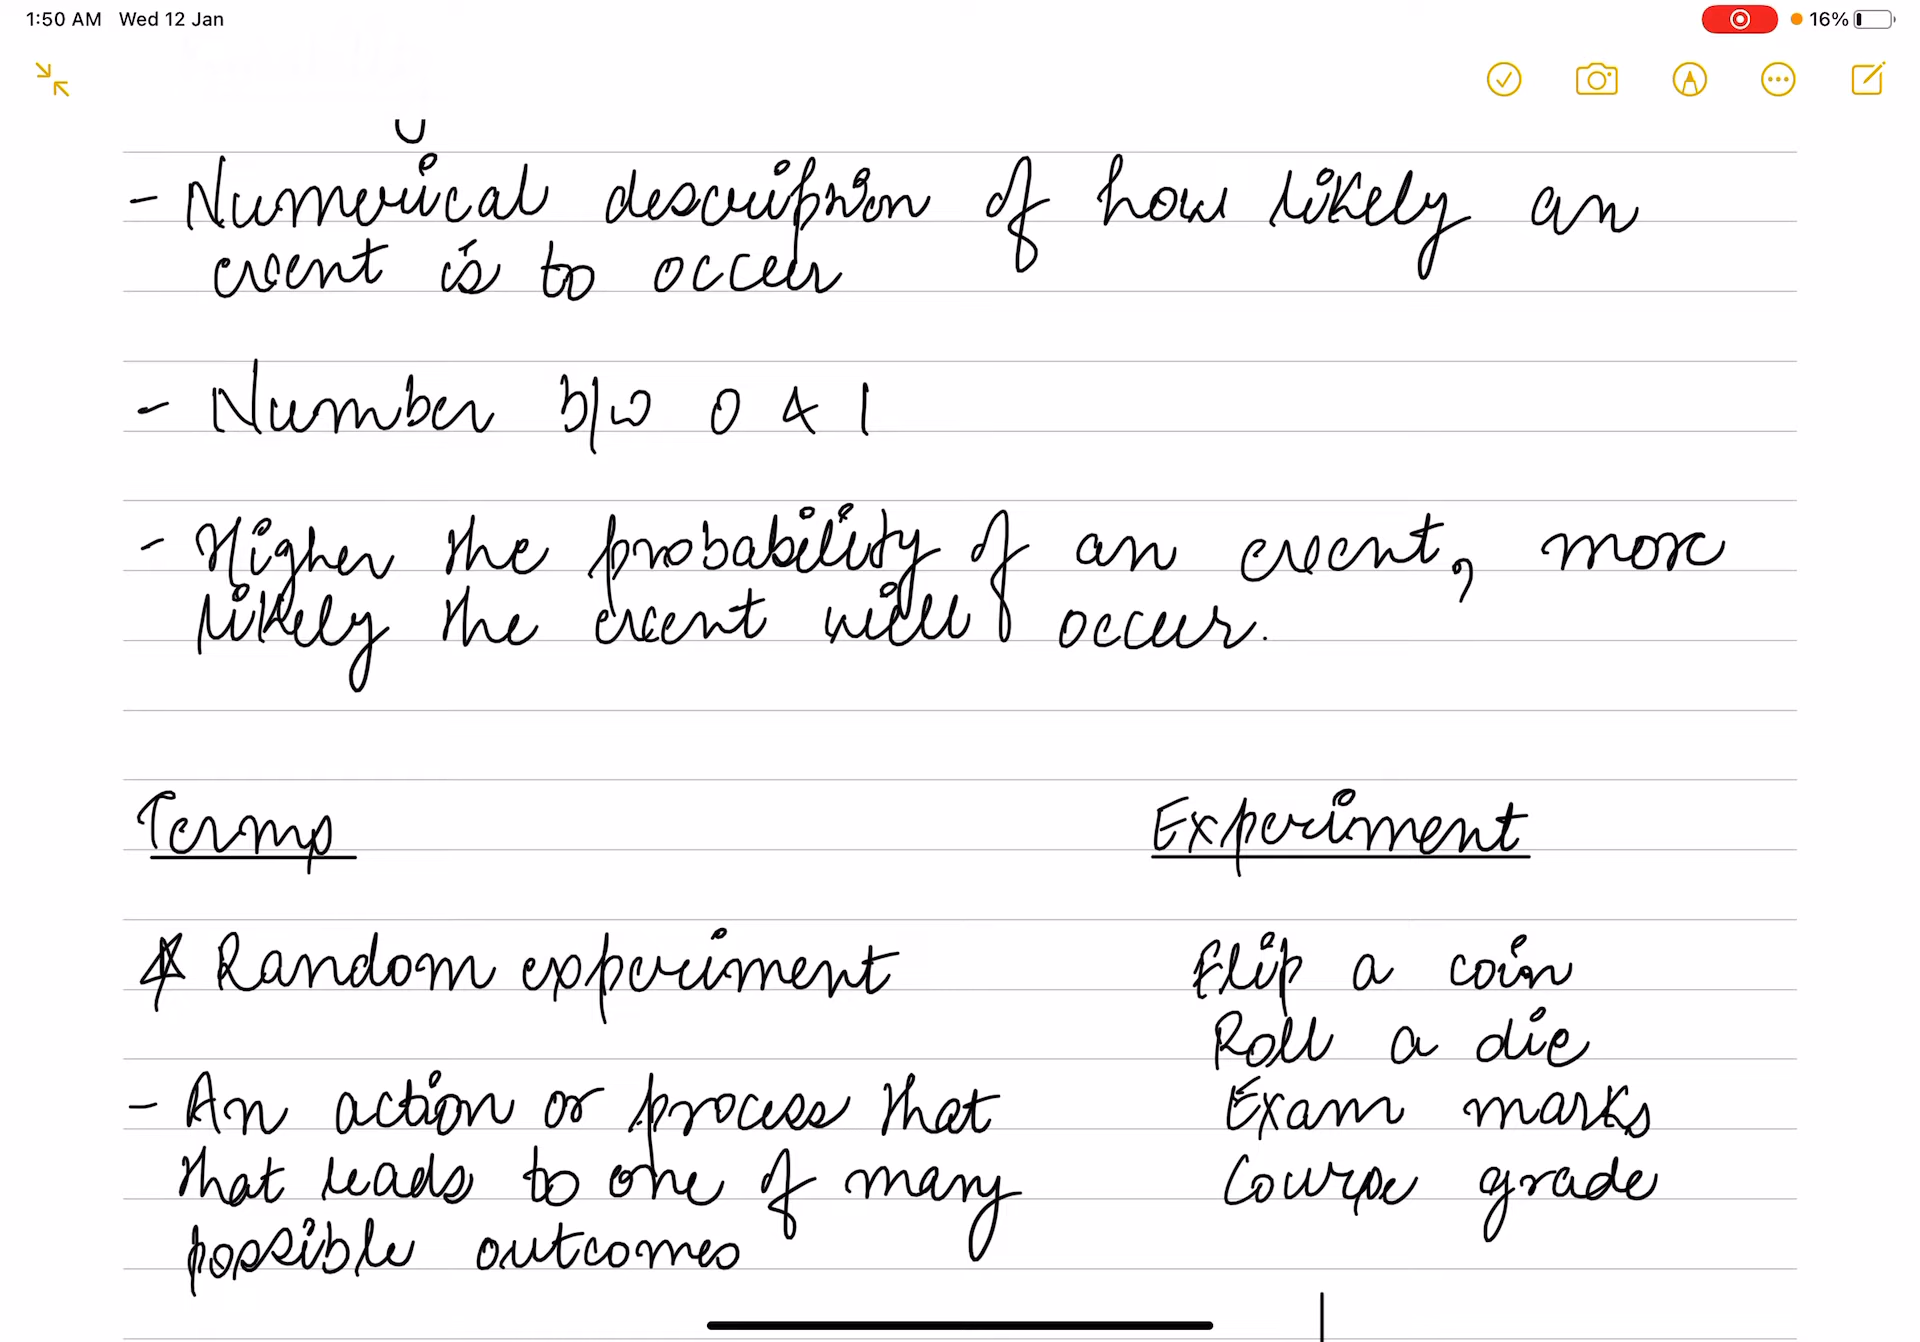 1:50 AM Wed 12 Jan
16%
- Numerical description of how likely an
event is to occur
- Number b/w 0 & 1
- Higher the probability of an event, more
likely the event will occur.
Terms Experiment
* Random experiment Flip a coin
Roll a die
- An action or process that Exam marks
that leads to one of many Course grade
possible outcomes